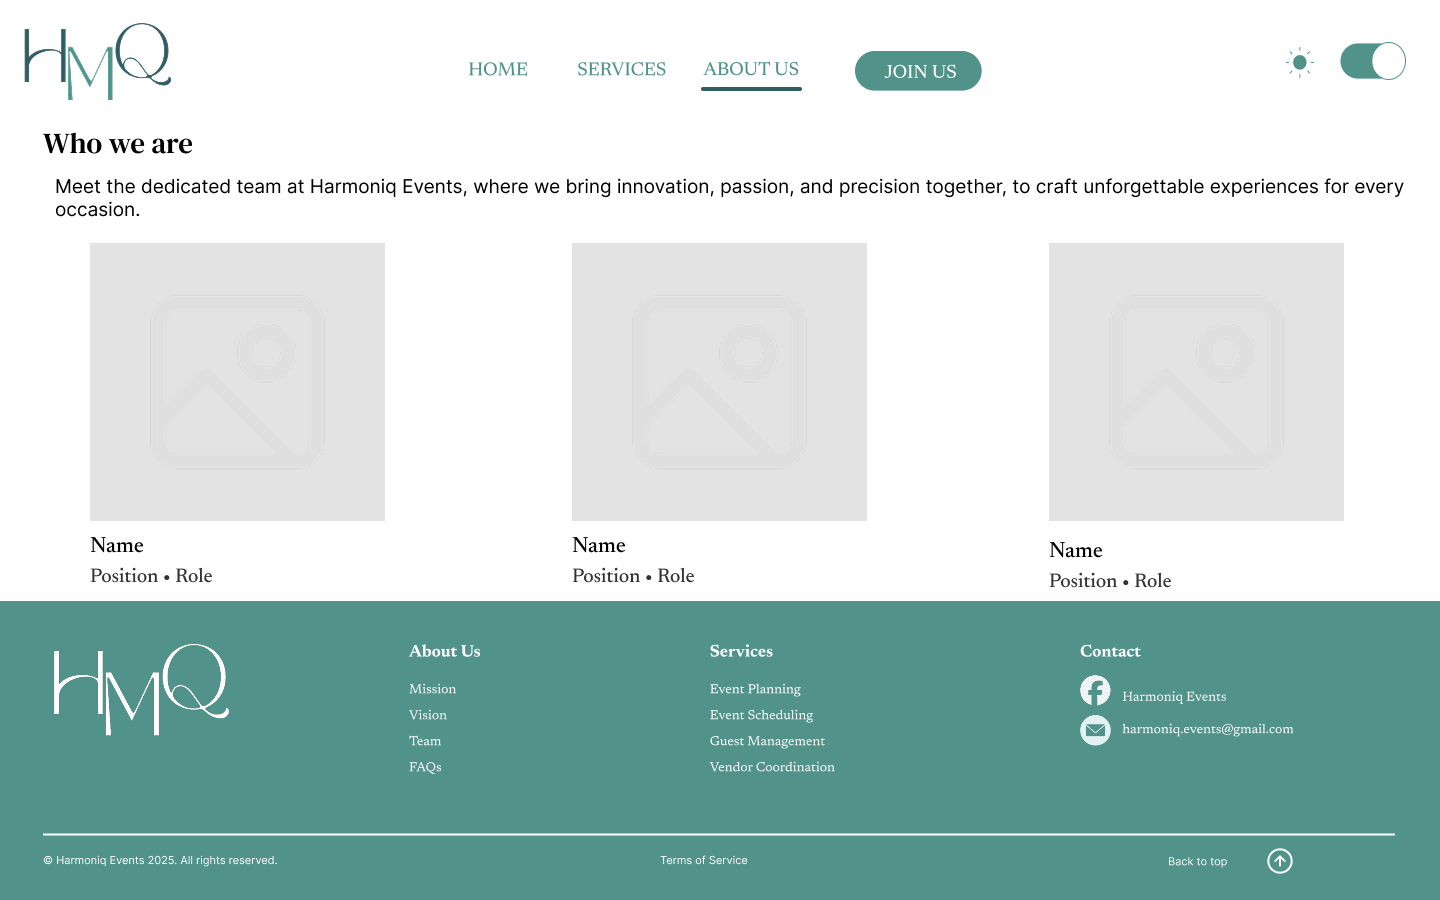 HMQ
HOME SERVICES ABOUT US JOIN US
Who we are
Meet the dedicated team at Harmoniq Events, where we bring innovation, passion, and precision together, to craft unforgettable experiences for every
occasion.
Name
Position • Role
Name
Position • Role
Name
Position • Role
HMQ
About Us
Mission
Vision
Team
FAQs
Services
Event Planning
Event Scheduling
Guest Management
Vendor Coordination
Contact
Harmoniq Events
harmoniq.events@gmail.com
© Harmoniq Events 2025. All rights reserved.
Terms of Service
Back to top